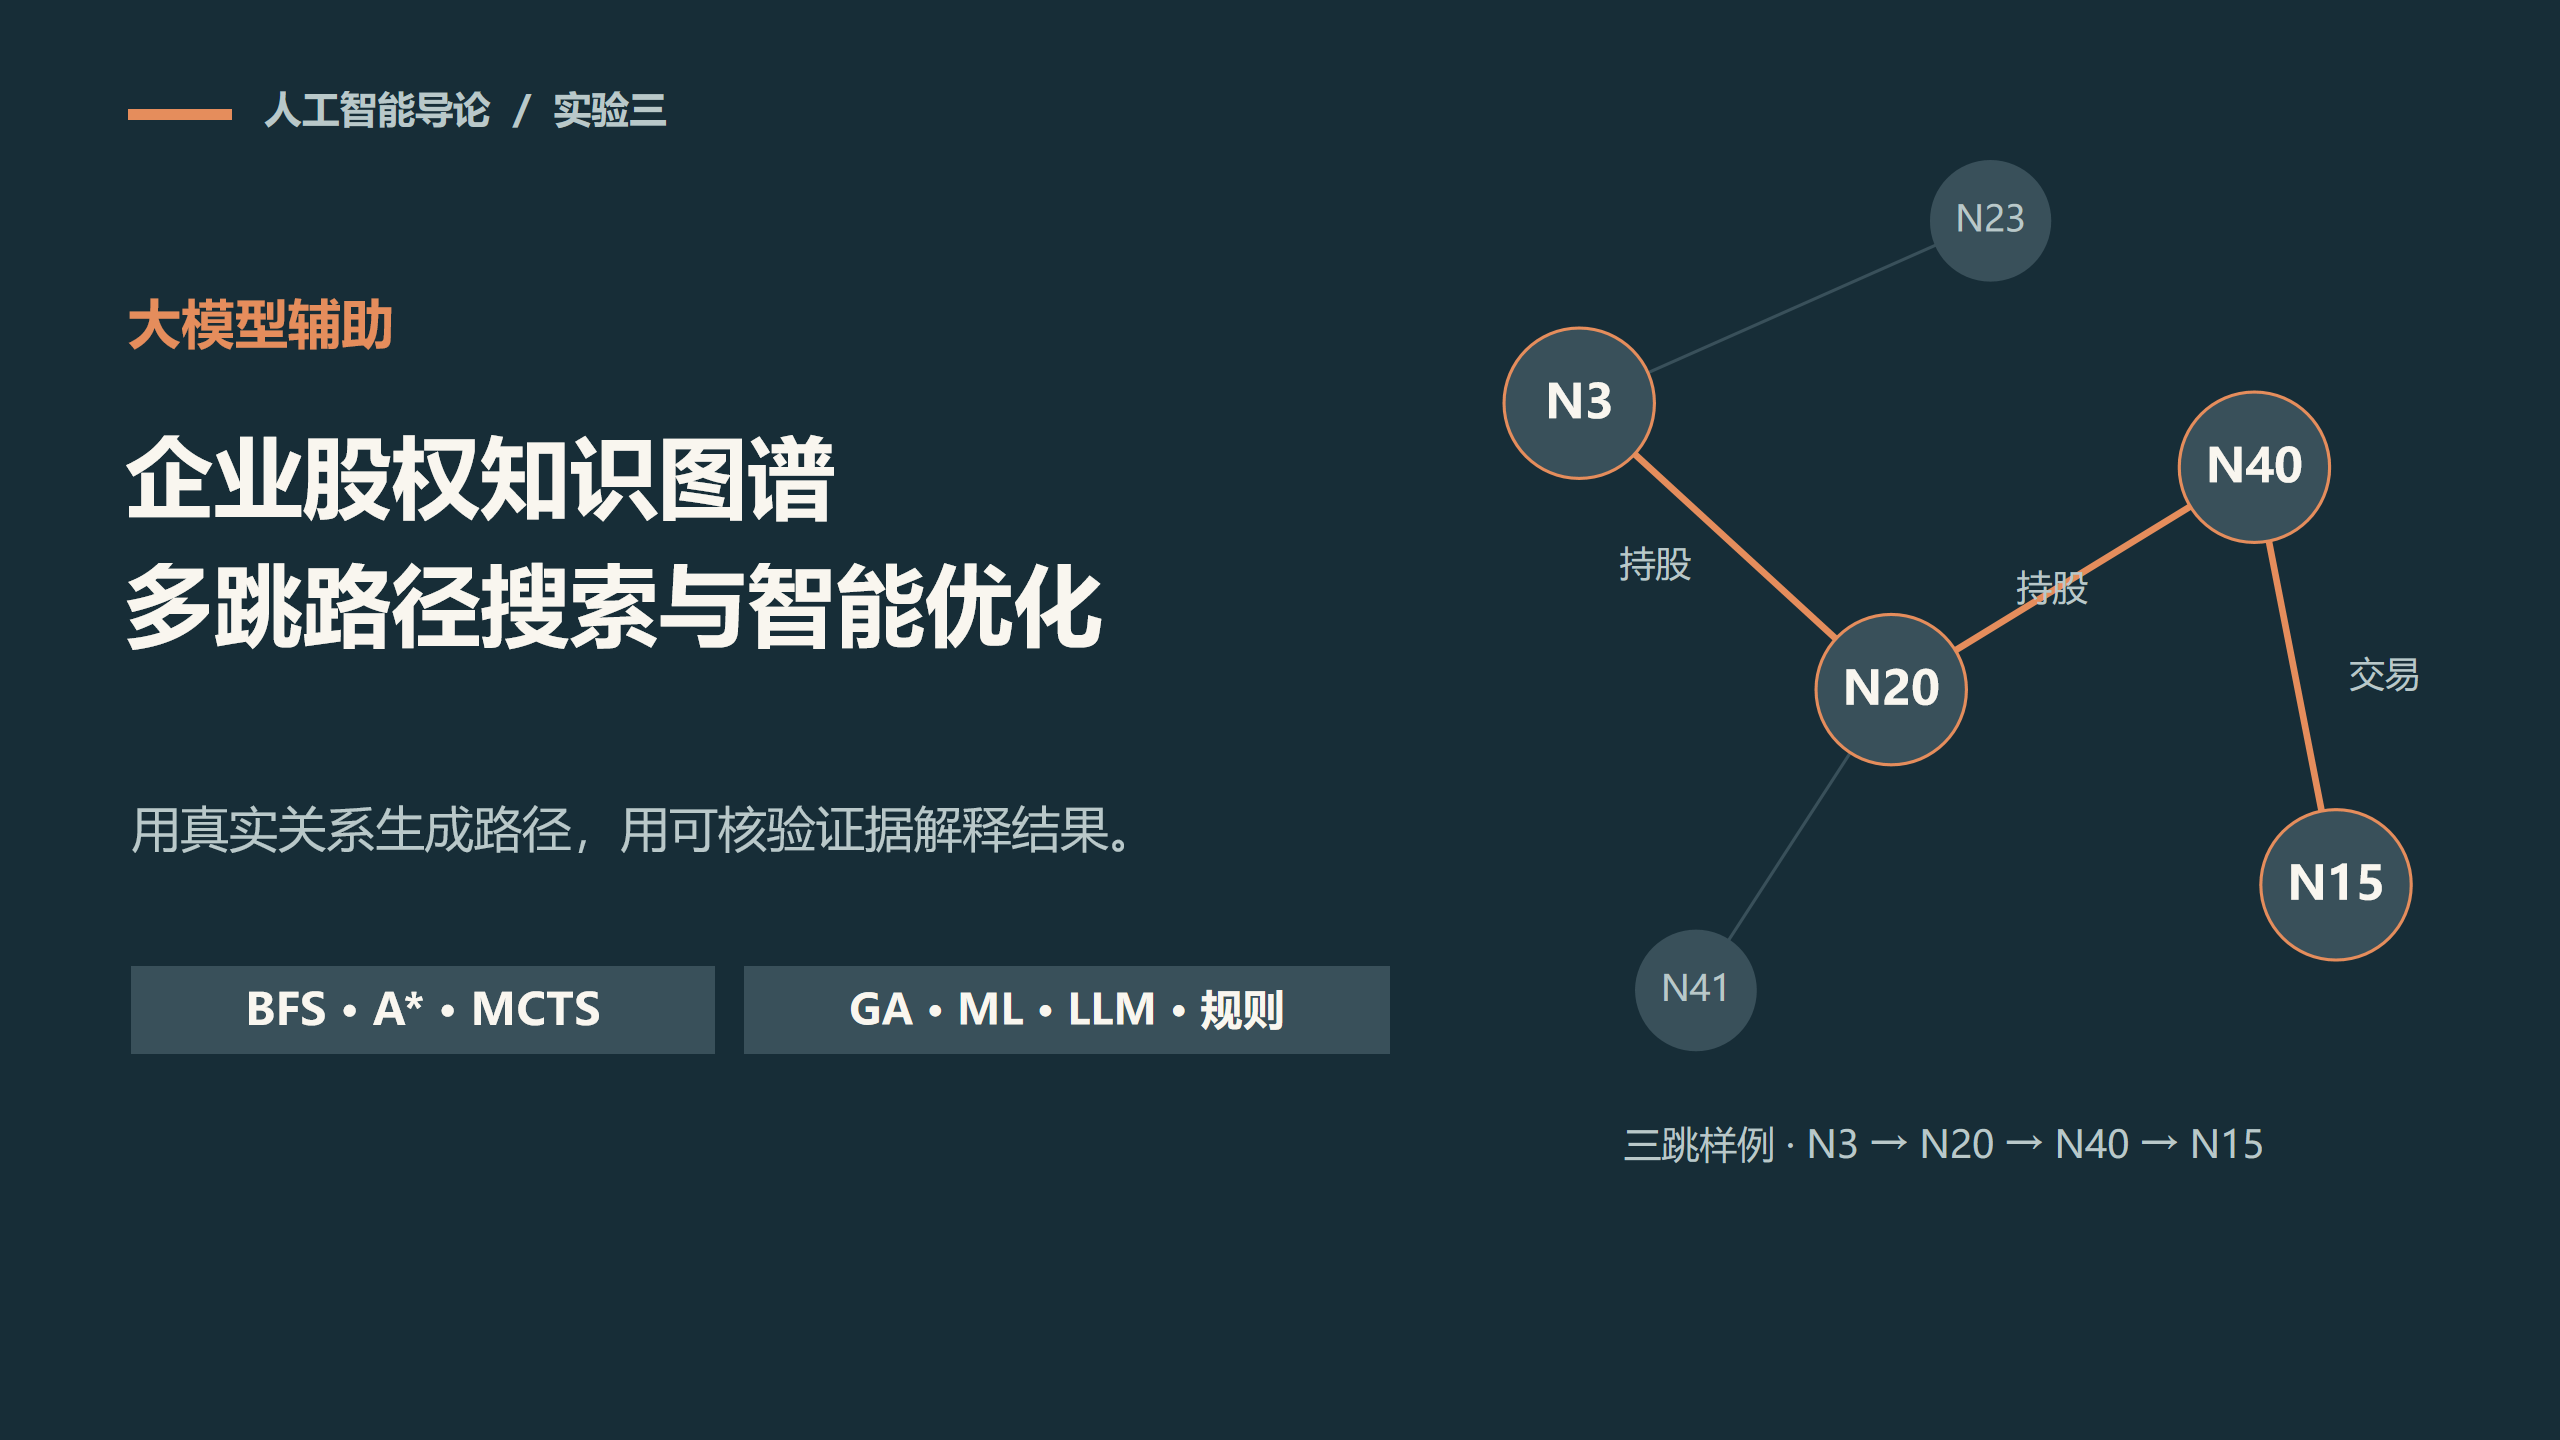 人工智能导论 / 实验三
大模型辅助
企业股权知识图谱
多跳路径搜索与智能优化
用真实关系生成路径，用可核验证据解释结果。
BFS • A* • MCTS
GA • ML • LLM • 规则
N23
N3
N40
持股
持股
交易
N20
N15
N41
三跳样例 · N3 → N20 → N40 → N15